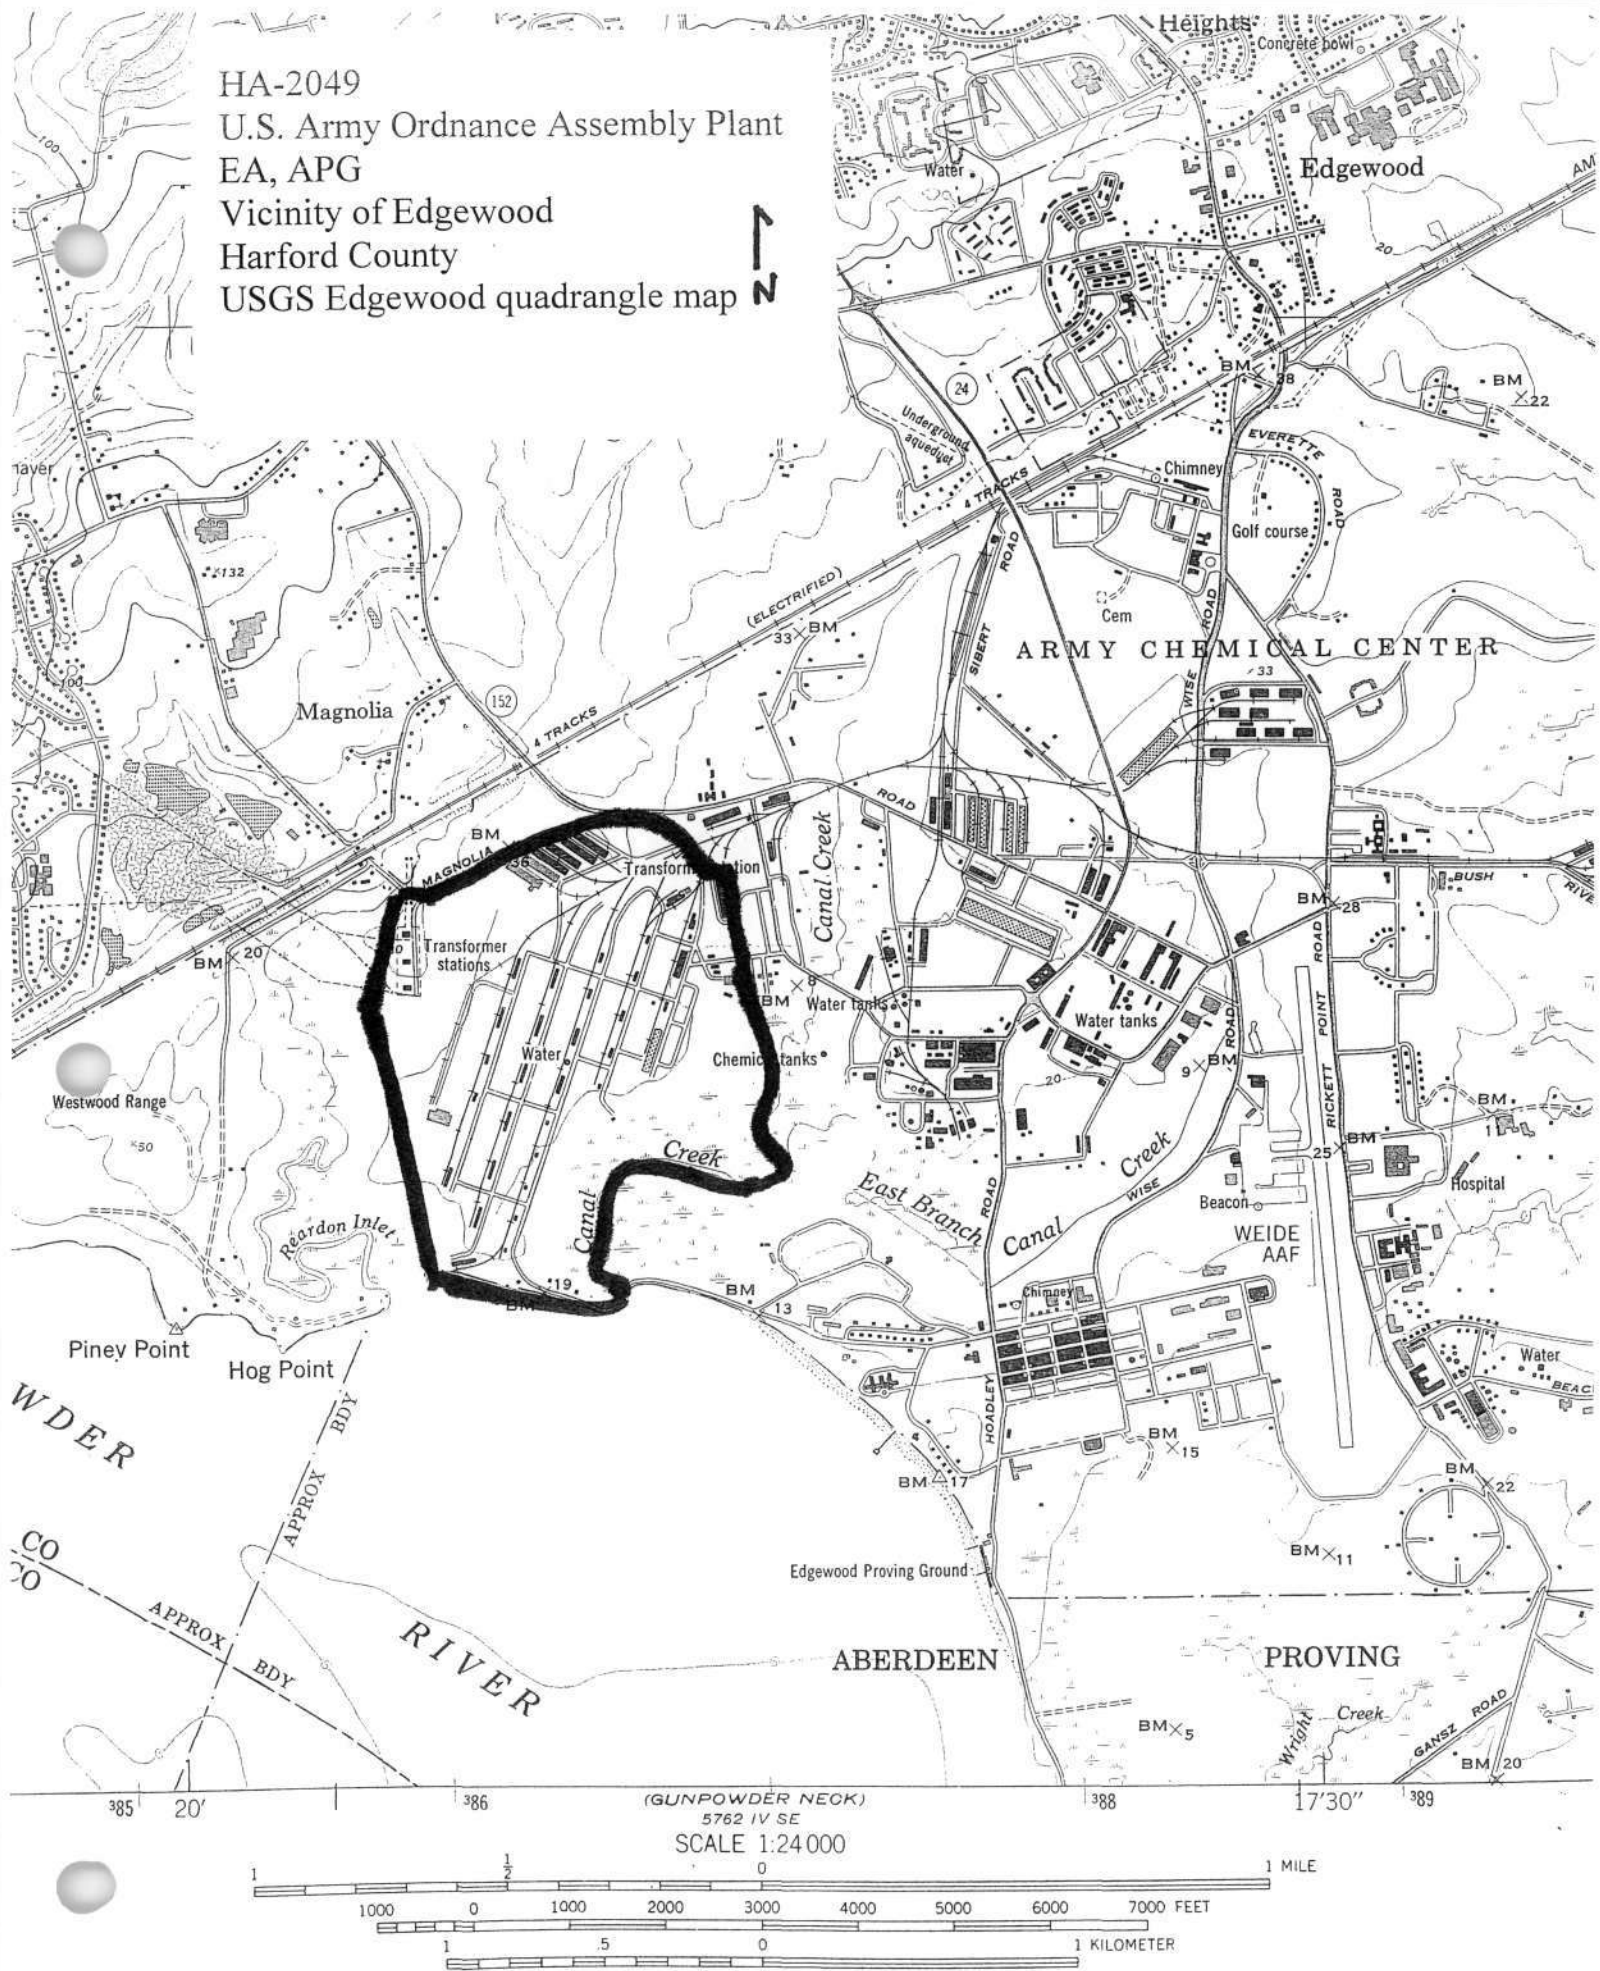 HA-2049
U.S. Army Ordnance Assembly Plant
EA, APG
Vicinity of Edgewood
Harford County
USGS Edgewood quadrangle map
N
Heights
Concrete bowl
Water
Edgewood
AM
100
20
24
BM 38
BM 22
Underground
aqueduct
EVERETTE
ROAD
4 TRACKS
Chimney
Golf course
132
(ELECTRIFIED)
33 BM
SIBERT
ROAD
Cem
WISE
ROAD
ARMY CHEMICAL CENTER
33
100
Magnolia
152
4 TRACKS
ROAD
Canal Creek
BM
36
MAGNOLIA
BUSH
RIVE
BM 28
BM 20
Transformer
stations
BM 8
Water tanks
Water tanks
ROAD
POINT
RICKETT
ROAD
Water
9 BM
20
Westwood Range
50
BM
11
25 BM
Creek
Canal
Hospital
East Branch
Canal
Creek
WISE
ROAD
HOADLEY
Beacon
WEIDE
AAF
Reardon Inlet
19
BM
BM
13
Chimney
Piney Point
Hog Point
Water
BEAC
WDER
APPROX
BDY
BM
15
BM 17
BM
22
CO
CO
Edgewood Proving Ground
BM 11
APPROX
BDY
RIVER
ABERDEEN
PROVING
BM 5
Wright
Creek
GANSZ
ROAD
BM 20
385
20'
386
(GUNPOWDER NECK)
5762 IV SE
388
17'30"
389
SCALE 1:24 000
1
1/2
0
1 MILE
1000 0 1000 2000 3000 4000 5000 6000 7000 FEET
1 .5 0 1 KILOMETER